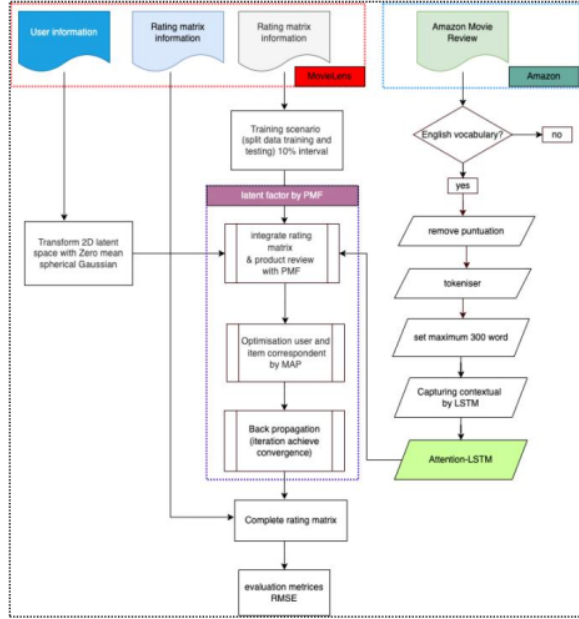 User information
Rating matrix
information
Rating matrix
information
MovieLens
Amazon Movie
Review
Amazon
Training scenario
(split data training and
testing) 10% interval
English vocabulary?
no
yes
latent factor by PMF
Transform 2D latent
space with Zero mean
spherical Gaussian
integrate rating
matrix
& product review
with PMF
remove puntuation
tokeniser
set maximum 300 word
Optimisation user and
item correspondent
by MAP
Capturing contextual
by LSTM
Back propagation
(iteration achieve
convergence)
Attention-LSTM
Complete rating matrix
evaluation metrices
RMSE